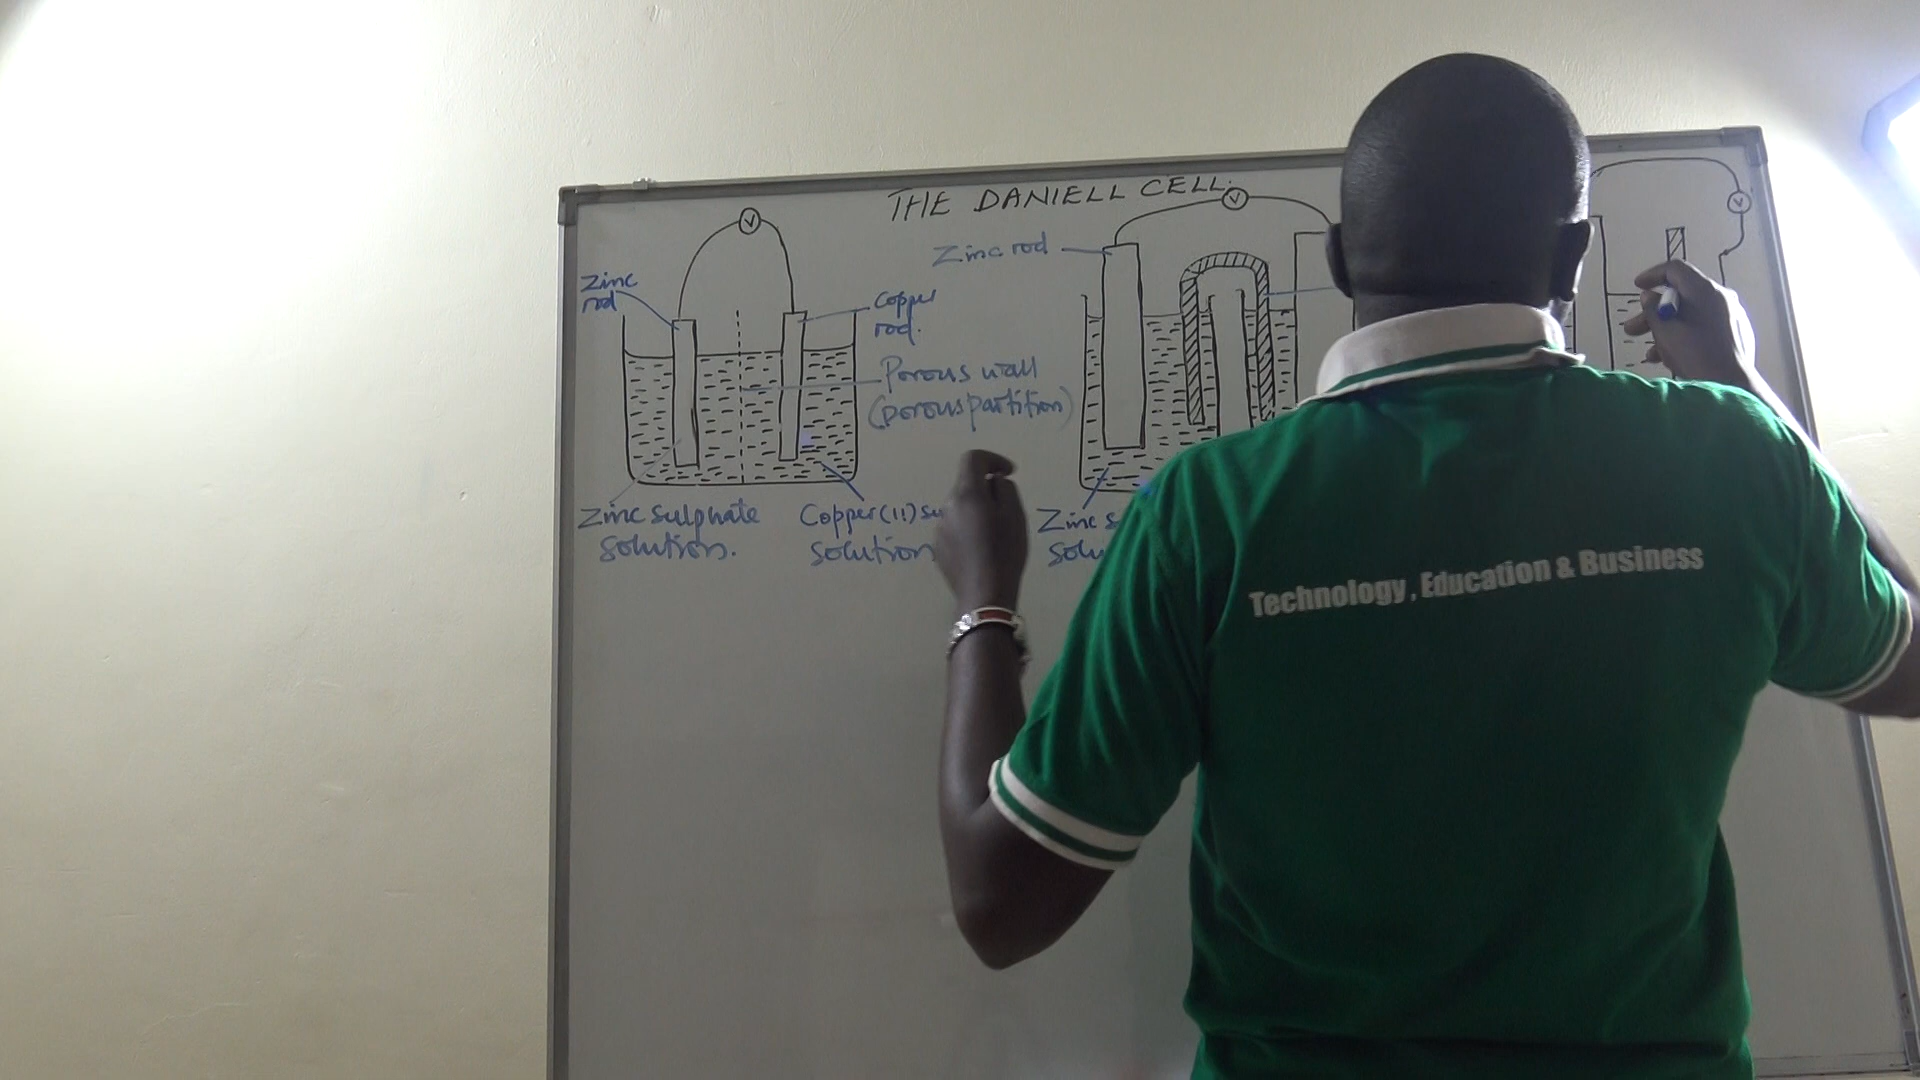 THE DANIELL CELL.
V
V
V
Zinc
rod
Copper
rod.
Porous wall
(porous partition)
Zinc sulphate
solution.
Copper (11) su
solution
Zinc rod
Zinc s
solu
Technology, Education & Business